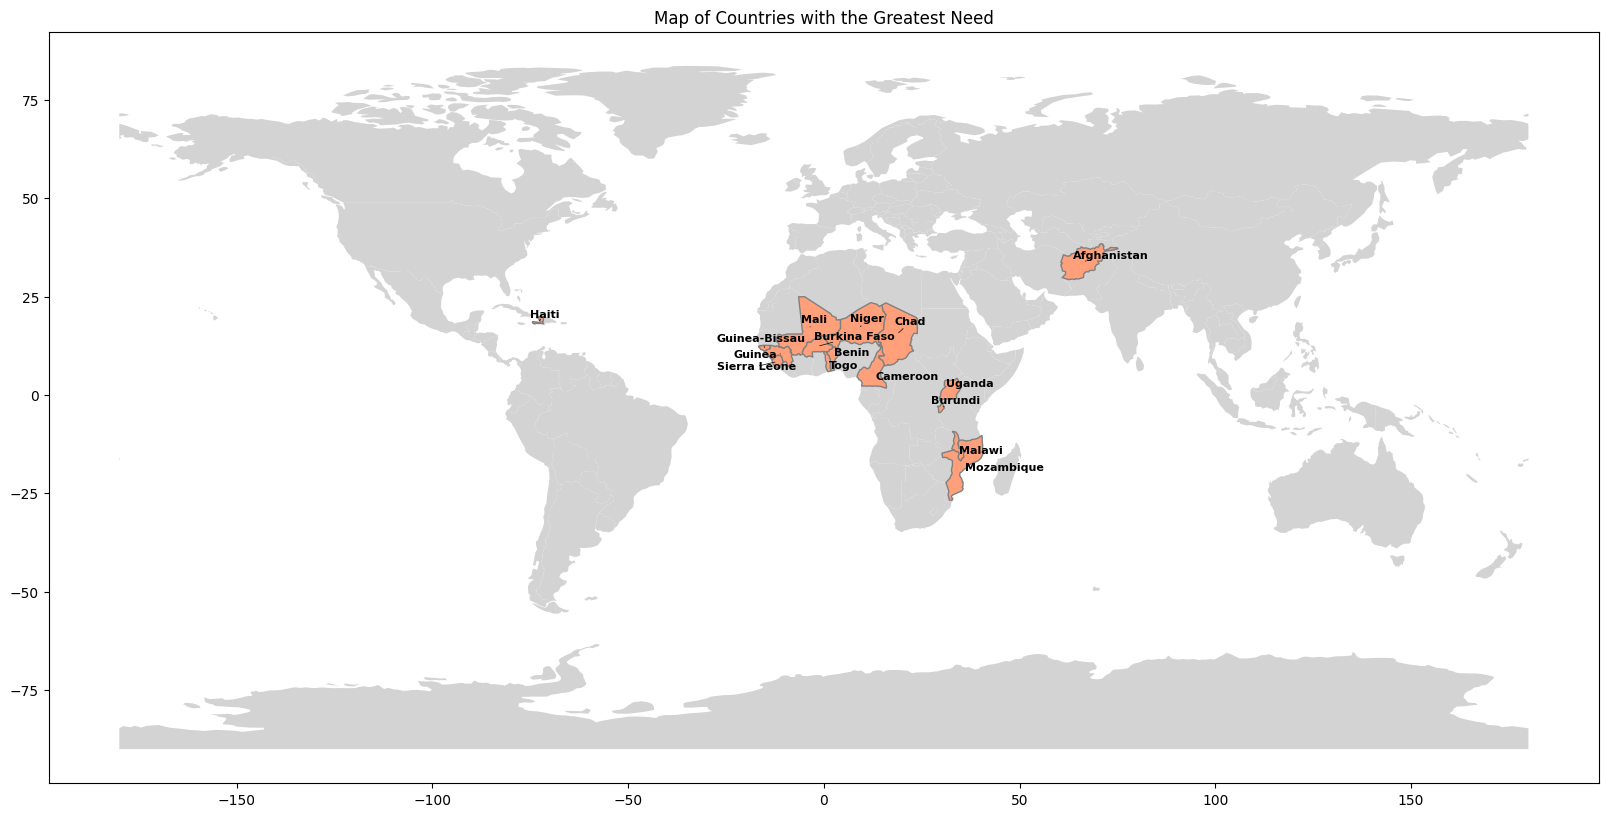 Map of Countries with the Greatest Need
75
50
25
0
−25
−50
−75
Afghanistan
Haiti
Mali
Niger
Chad
Guinea-Bissau
Burkina Faso
Guinea
Benin
Sierra Leone
Togo
Cameroon
Uganda
Burundi
Malawi
Mozambique
−150
−100
−50
0
50
100
150